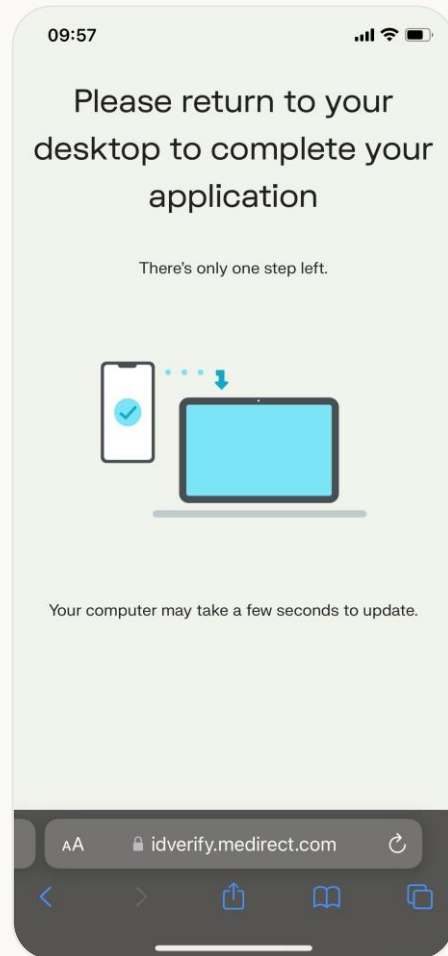 09:57
Please return to your
desktop to complete your
application
There's only one step left.
Your computer may take a few seconds to update.
AA
idverify.medirect.com